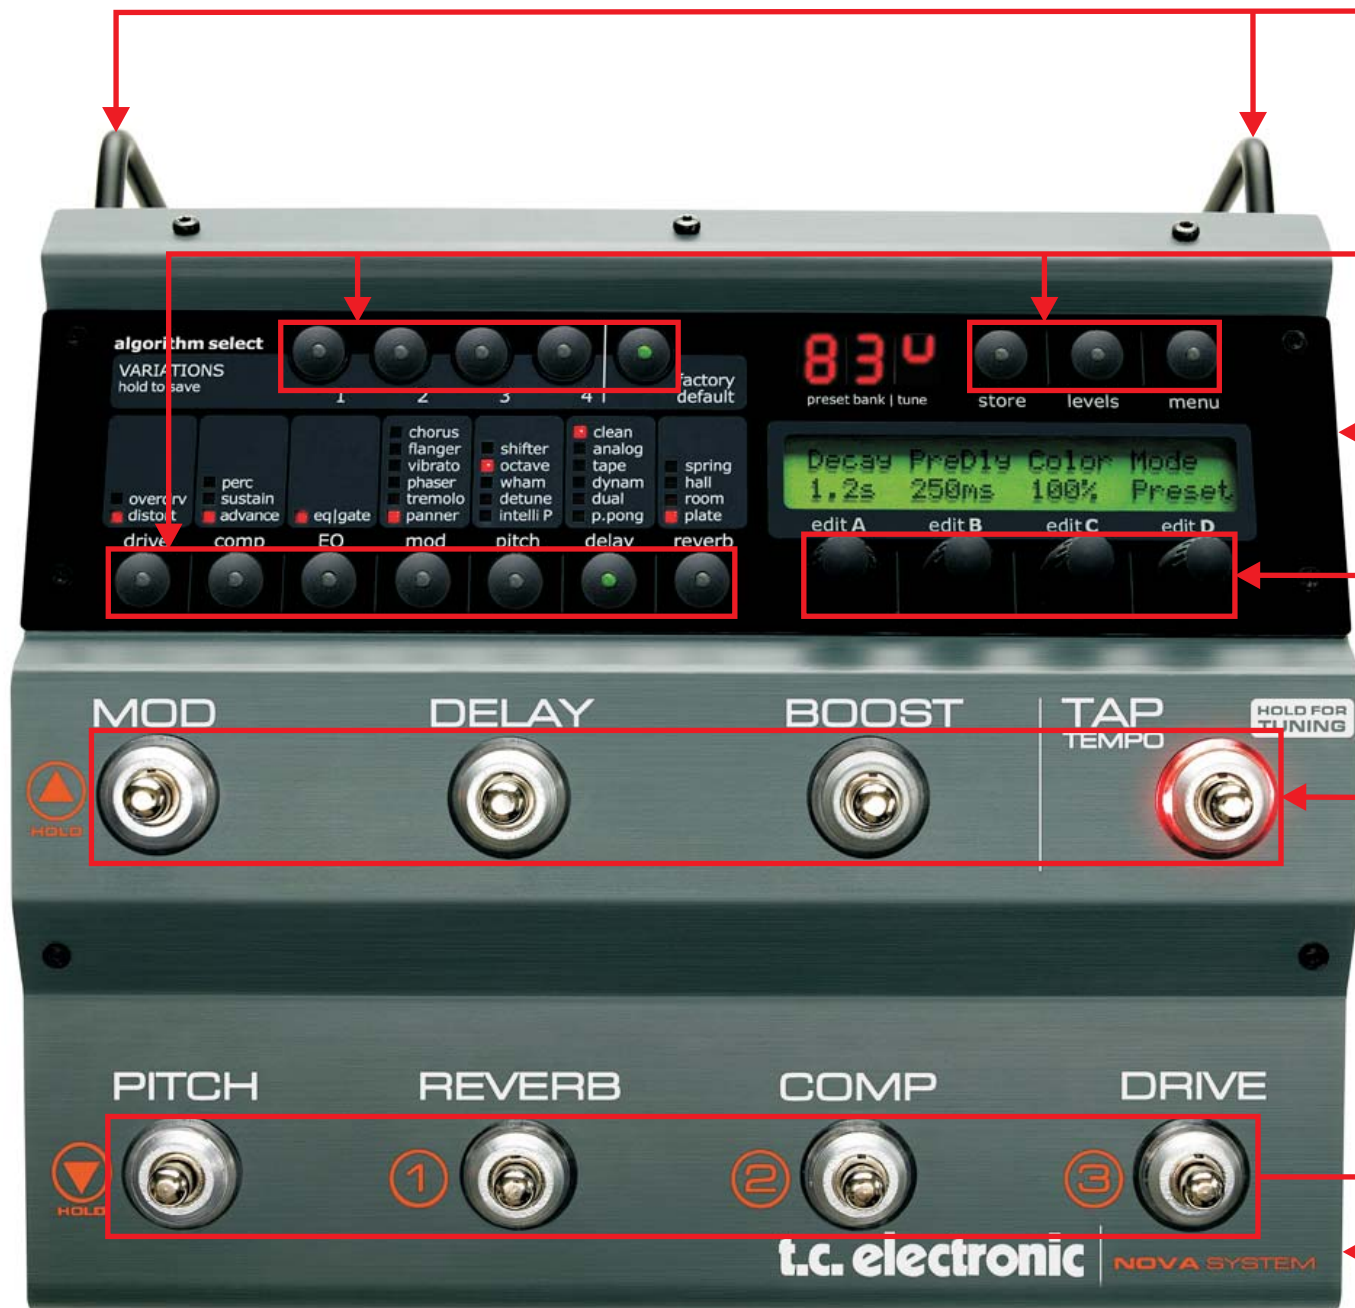 algorithm select
VARIATIONS
hold to save
1 2 3 4
factory
default
83
preset bank | tune
store levels menu
overdrv
distort
perc
sustain
advance
eq|gate
chorus
flanger
vibrato
phaser
tremolo
panner
shifter
octave
wham
detune
intelli P
clean
analog
tape
dynam
dual
p.pong
spring
hall
room
plate
drive comp EQ mod pitch delay reverb
Decay PreDly Color Mode
1.2s 250ms 100% Preset
edit A edit B edit C edit D
MOD DELAY BOOST TAP
TEMPO
HOLD FOR
TUNING
HOLD
PITCH REVERB COMP DRIVE
1 2 3
HOLD
t.c. electronic NOVA SYSTEM